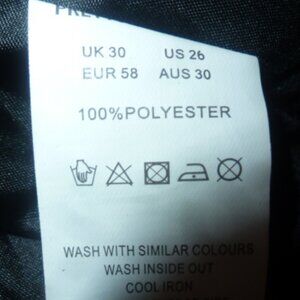 UK 30 US 26
EUR 58 AUS 30
100%POLYESTER
WASH WITH SIMILAR COLOURS
WASH INSIDE OUT
COOL IRON